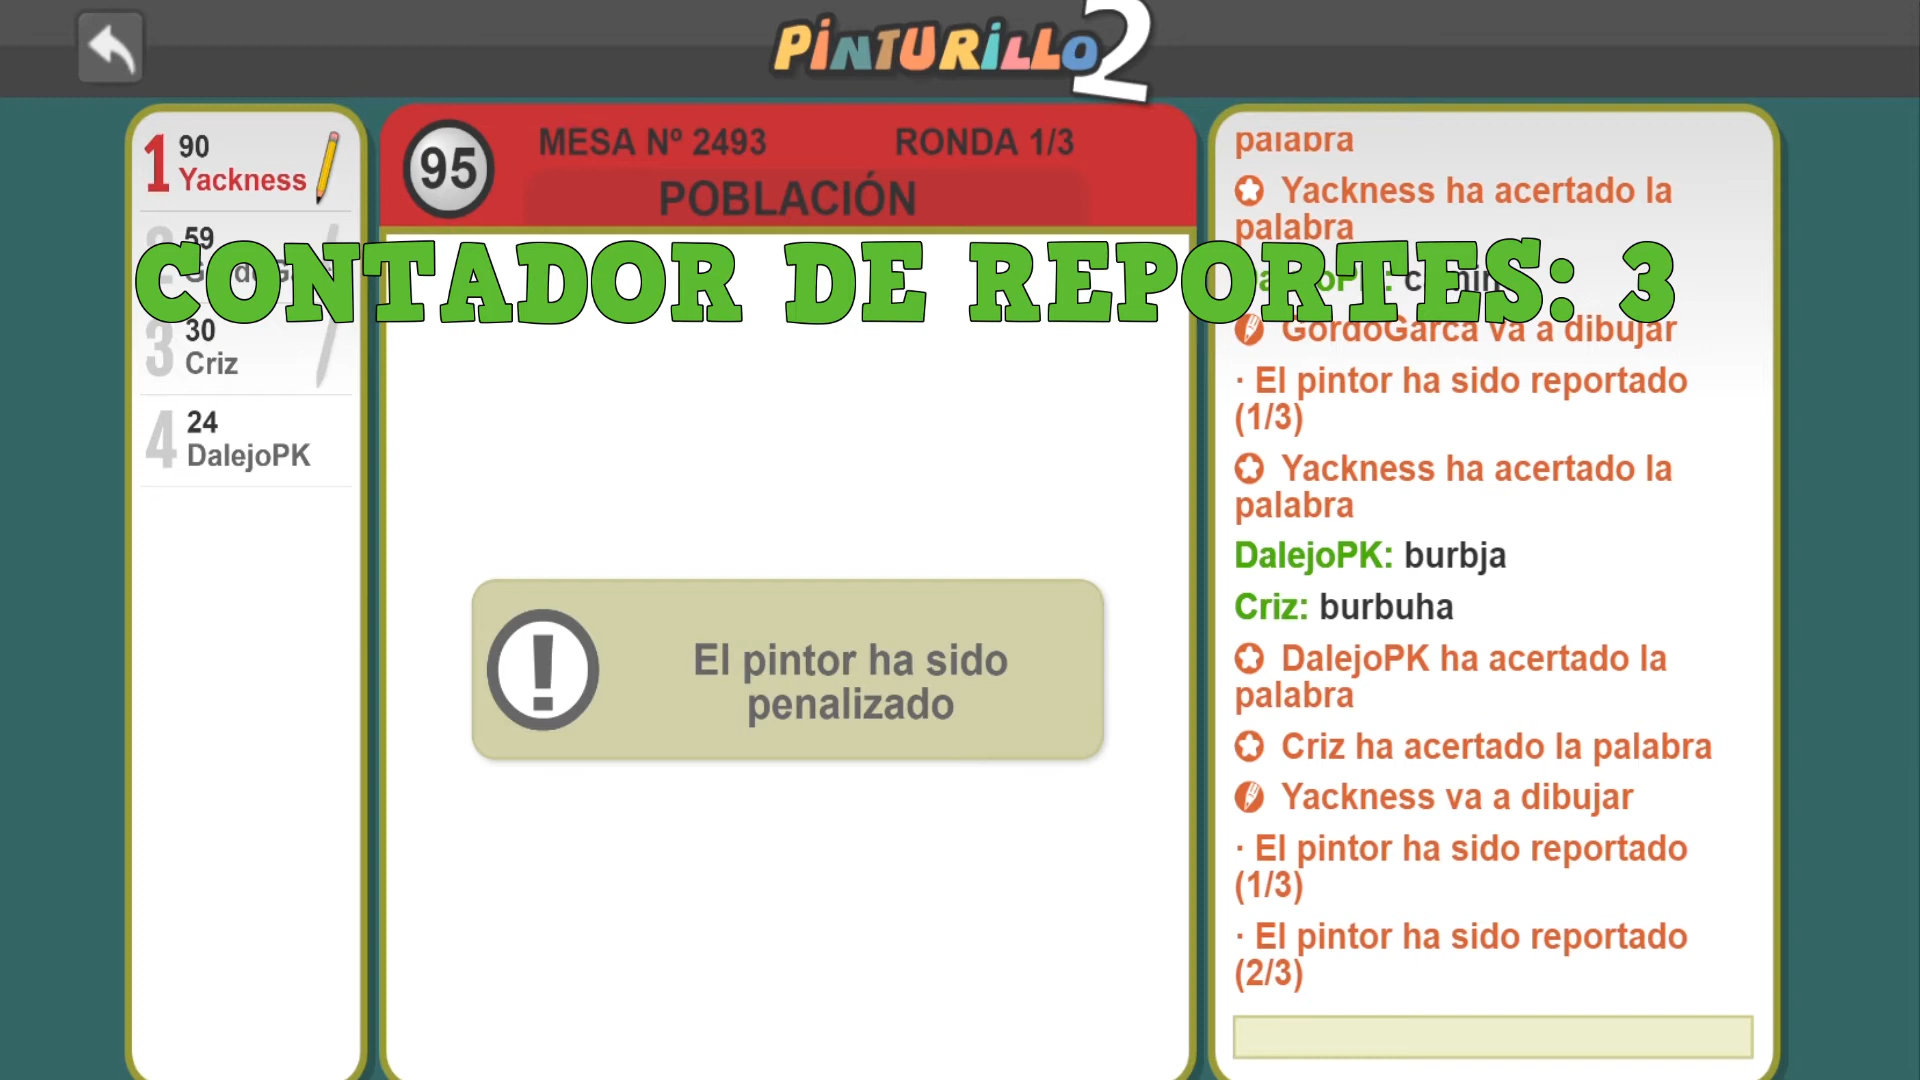 PINTURILLO 2
1 90
Yackness
59
3 30
Criz
4 24
DalejoPK
95
MESA Nº 2493
RONDA 1/3
POBLACIÓN
CONTADOR DE REPORTES: 3
El pintor ha sido
penalizado
palabra
Yackness ha acertado la
palabra
GordoGarca va a dibujar
· El pintor ha sido reportado
(1/3)
Yackness ha acertado la
palabra
DalejoPK: burbja
Criz: burbuha
DalejoPK ha acertado la
palabra
Criz ha acertado la palabra
Yackness va a dibujar
· El pintor ha sido reportado
(1/3)
· El pintor ha sido reportado
(2/3)